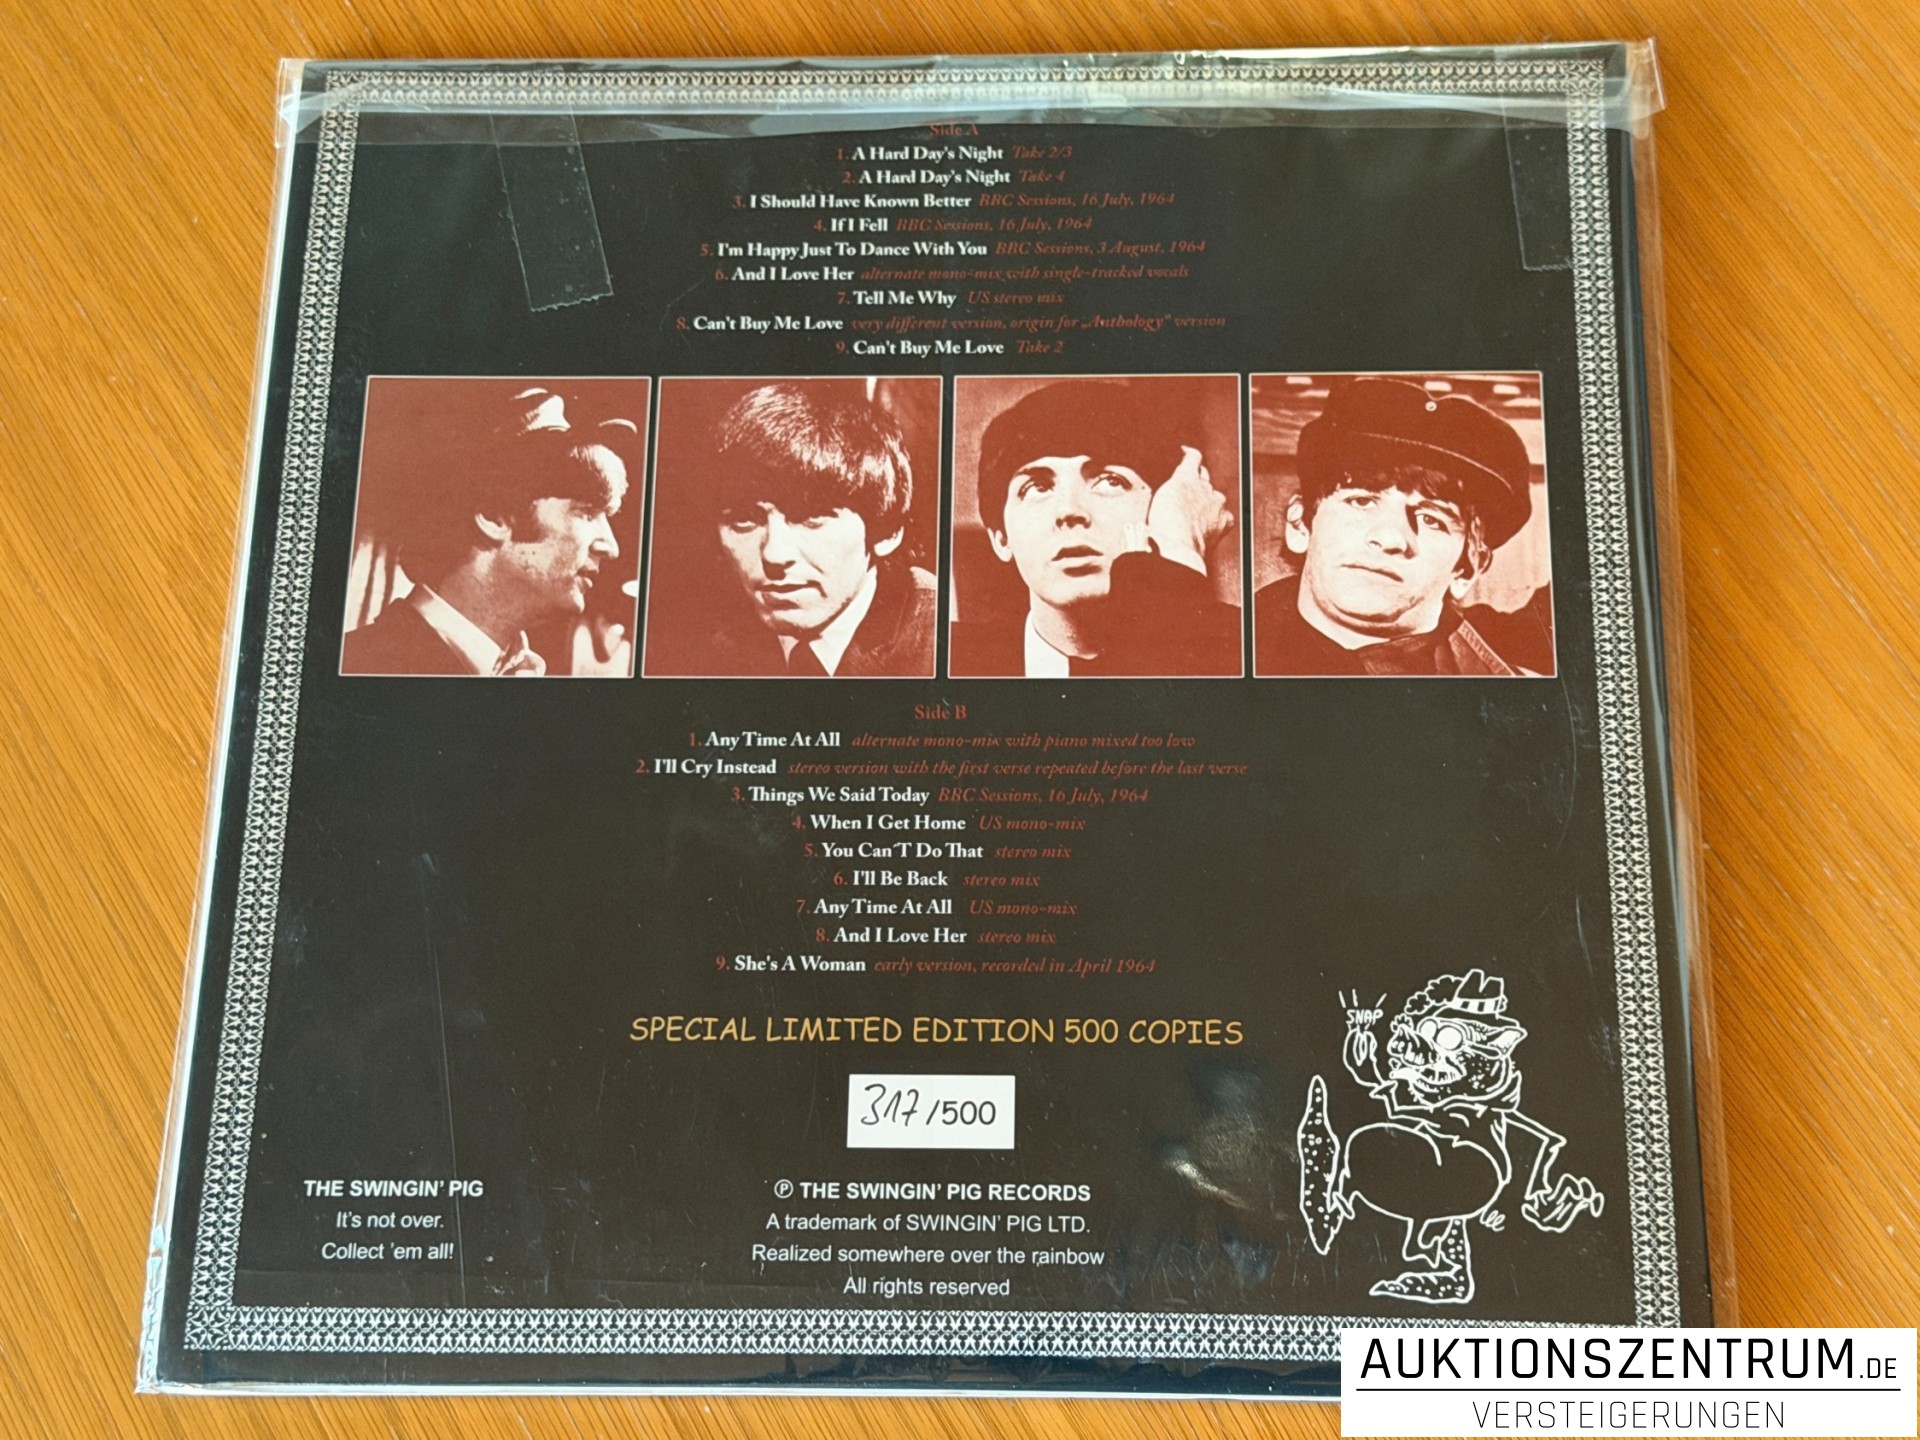 Side A
1. A Hard Day's Night Take 2/3
2. A Hard Day's Night Take 4
3. I Should Have Known Better BBC Sessions, 16 July, 1964
4. If I Fell BBC Sessions, 16 July, 1964
5. I'm Happy Just To Dance With You BBC Sessions, 3 August, 1964
6. And I Love Her alternate mono-mix with single-tracked vocals
7. Tell Me Why US stereo mix
8. Can't Buy Me Love very different version, origin for „Anthology" version
9. Can't Buy Me Love Take 2
Side B
1. Any Time At All alternate mono-mix with piano mixed too low
2. I'll Cry Instead stereo version with the first verse repeated before the last verse
3. Things We Said Today BBC Sessions, 16 July, 1964
4. When I Get Home US mono-mix
5. You Can´T Do That stereo mix
6. I'll Be Back stereo mix
7. Any Time At All US mono-mix
8. And I Love Her stereo mix
9. She's A Woman early version, recorded in April 1964
SPECIAL LIMITED EDITION 500 COPIES
SNAP
317/500
THE SWINGIN' PIG
It's not over.
Collect 'em all!
℗ THE SWINGIN' PIG RECORDS
A trademark of SWINGIN' PIG LTD.
Realized somewhere over the rainbow
All rights reserved
AUKTIONSZENTRUM.DE
VERSTEIGERUNGEN